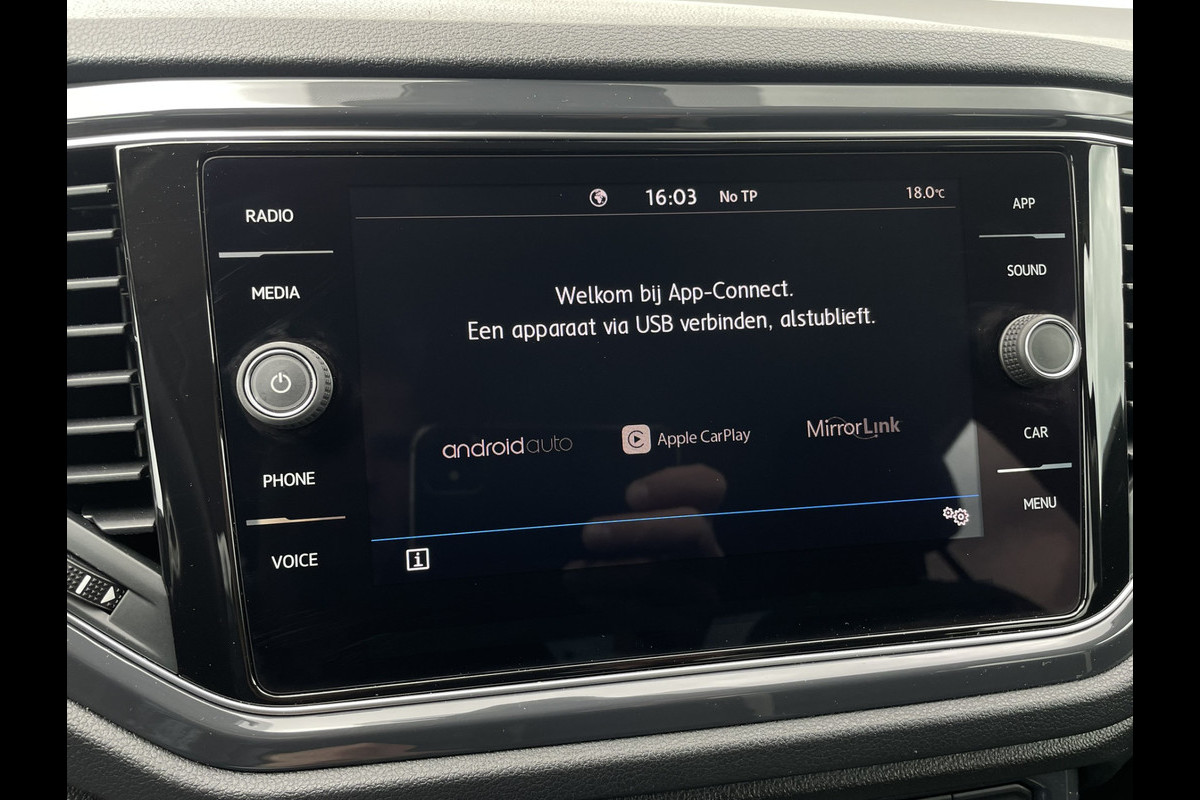 RADIO
MEDIA
PHONE
VOICE
16:03 No TP 18.0°C
Welkom bij App-Connect.
Een apparaat via USB verbinden, alstublieft.
androidauto
Apple CarPlay
MirrorLink
i
APP
SOUND
CAR
MENU